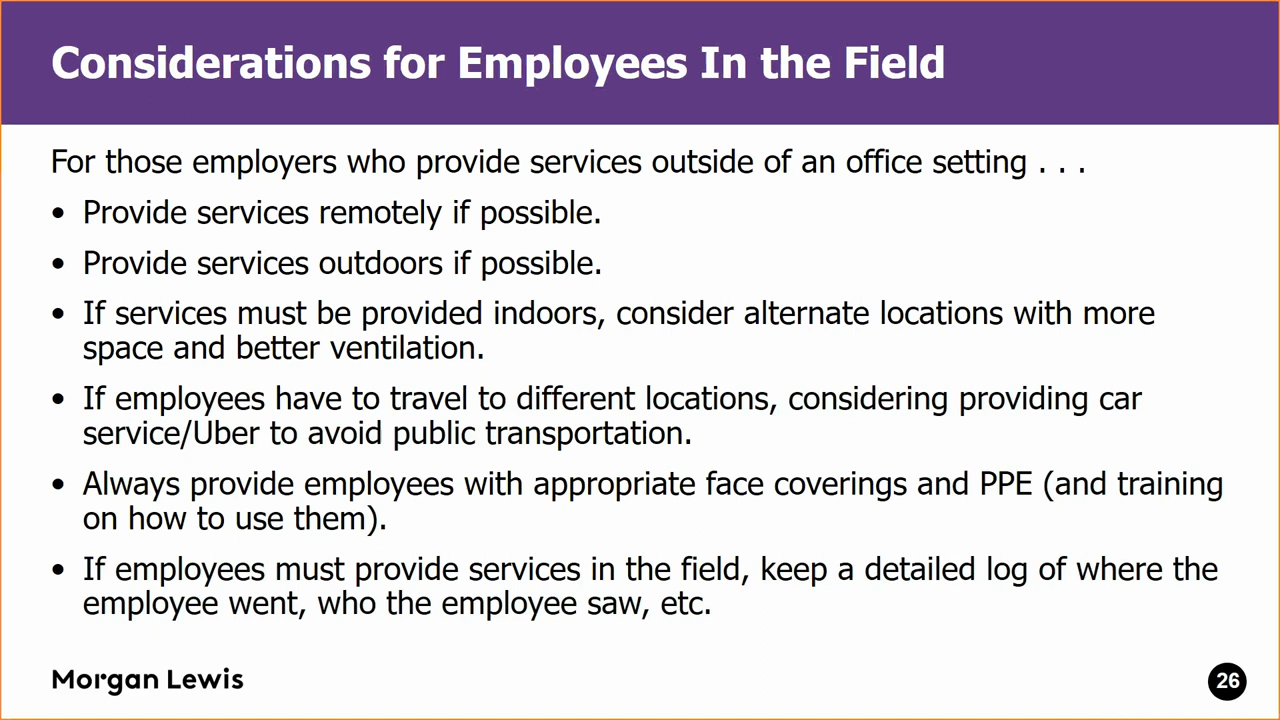 Considerations for Employees In the Field
For those employers who provide services outside of an office setting . . .
• Provide services remotely if possible.
• Provide services outdoors if possible.
• If services must be provided indoors, consider alternate locations with more
space and better ventilation.
• If employees have to travel to different locations, considering providing car
service/Uber to avoid public transportation.
• Always provide employees with appropriate face coverings and PPE (and training
on how to use them).
• If employees must provide services in the field, keep a detailed log of where the
employee went, who the employee saw, etc.
Morgan Lewis
26